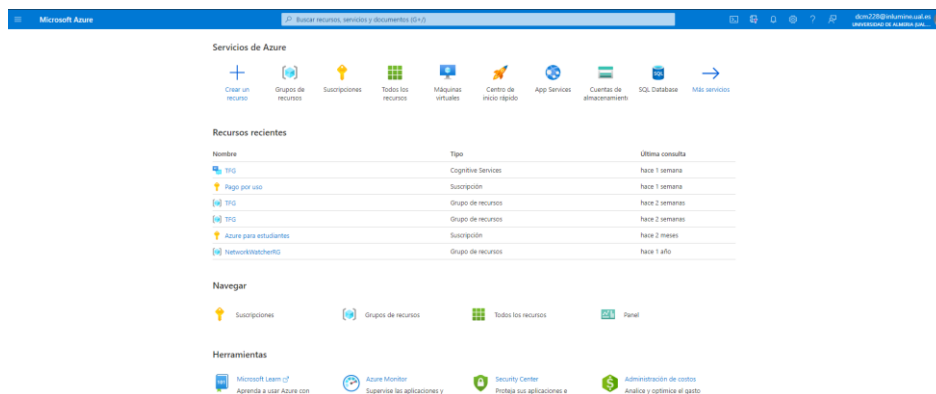 Microsoft Azure
Buscar recursos, servicios y documentos (G+/)
dcm228@inlumine.ual.es
UNIVERSIDAD DE ALMERIA (UAL...
Servicios de Azure
Crear un recurso
Grupos de recursos
Suscripciones
Todos los recursos
Máquinas virtuales
Centro de inicio rápido
App Services
Cuentas de almacenamiento
SQL Database
Más servicios
Recursos recientes
Nombre Tipo Última consulta
TFG Cognitive Services hace 1 semana
Pago por uso Suscripción hace 1 semana
TFG Grupo de recursos hace 2 semanas
TFG Grupo de recursos hace 2 semanas
Azure para estudiantes Suscripción hace 2 meses
NetworkWatcherRG Grupo de recursos hace 1 año
Navegar
Suscripciones Grupos de recursos Todos los recursos Panel
Herramientas
Microsoft Learn Azure Monitor Security Center Administración de costos
Aprenda a usar Azure con Supervise las aplicaciones y Proteja sus aplicaciones e Analice y optimice el gasto